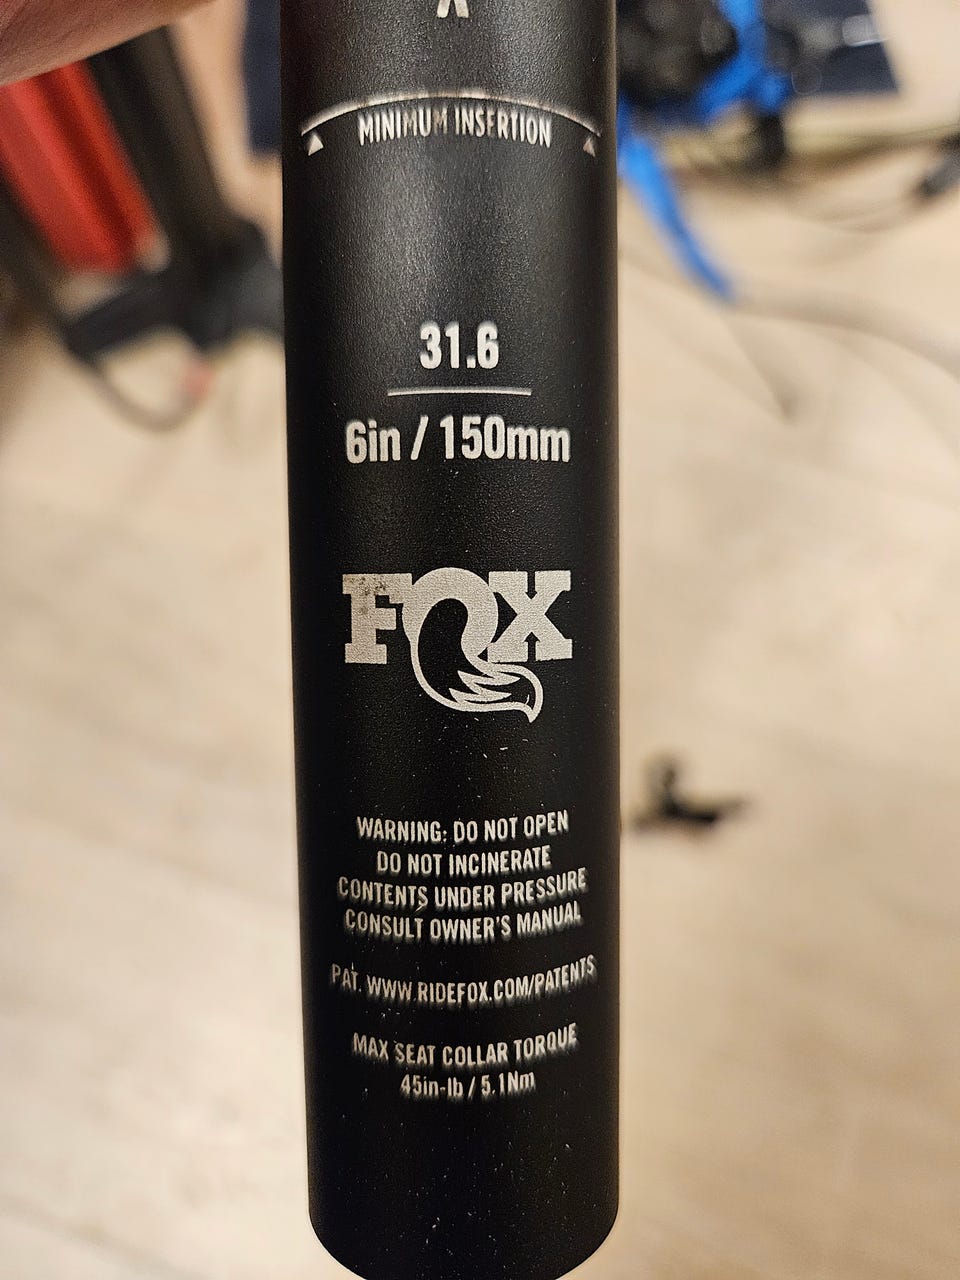 X
MINIMUM INSERTION
31.6
6in / 150mm
FOX
WARNING: DO NOT OPEN
DO NOT INCINERATE
CONTENTS UNDER PRESSURE
CONSULT OWNER'S MANUAL
PAT. WWW.RIDEFOX.COM/PATENTS
MAX SEAT COLLAR TORQUE
45in-lb / 5.1Nm